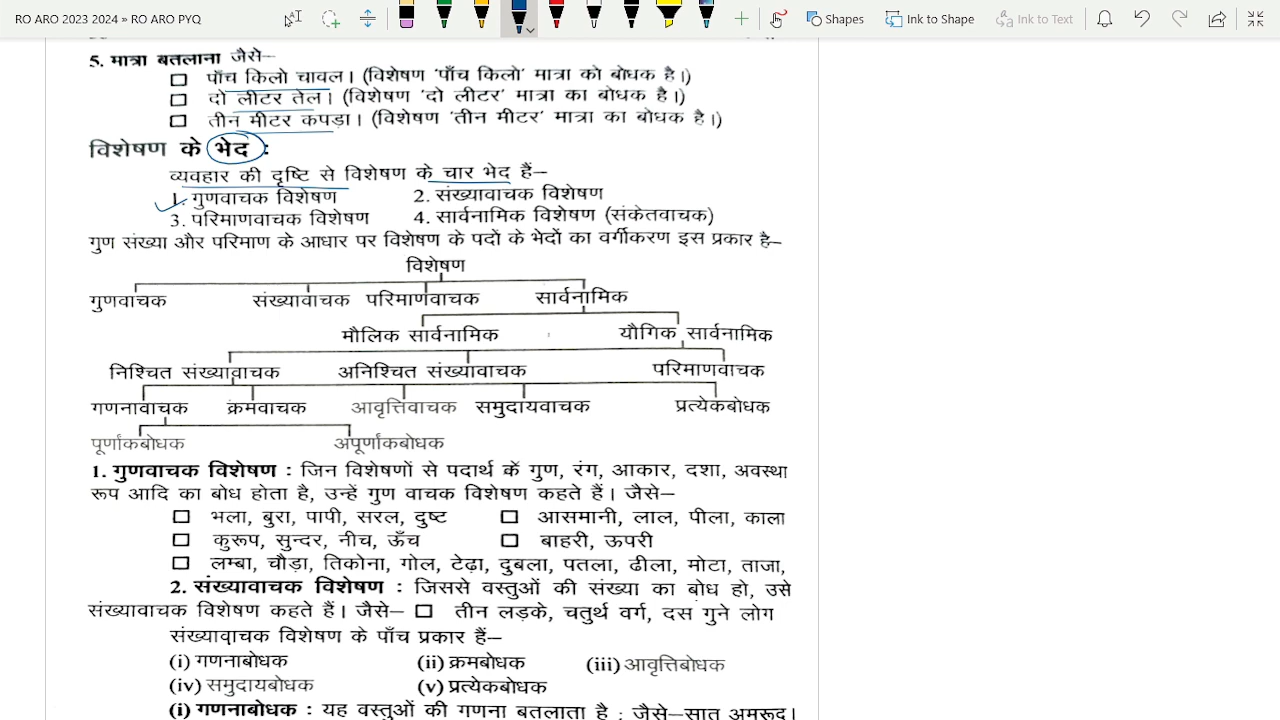 RO ARO 2023 2024 » RO ARO PYQ
Shapes
Ink to Shape
Ink to Text
5. मात्रा बतलाना जैसे–
पाँच किलो चावल। (विशेषण 'पाँच किलो' मात्रा को बोधक है।)
दो लीटर तेल। (विशेषण 'दो लीटर' मात्रा का बोधक है।)
तीन मीटर कपड़ा। (विशेषण 'तीन मीटर' मात्रा का बोधक है।)
विशेषण के भेद :
व्यवहार की दृष्टि से विशेषण के चार भेद हैं–
1. गुणवाचक विशेषण 2. संख्यावाचक विशेषण
3. परिमाणवाचक विशेषण 4. सार्वनामिक विशेषण (संकेतवाचक)
गुण संख्या और परिमाण के आधार पर विशेषण के पदों के भेदों का वर्गीकरण इस प्रकार है–
विशेषण
गुणवाचक संख्यावाचक परिमाणवाचक सार्वनामिक
मौलिक सार्वनामिक यौगिक सार्वनामिक
निश्चित संख्यावाचक अनिश्चित संख्यावाचक परिमाणवाचक
गणनावाचक क्रमवाचक आवृत्तिवाचक समुदायवाचक प्रत्येकबोधक
पूर्णांकबोधक अपूर्णांकबोधक
1. गुणवाचक विशेषण : जिन विशेषणों से पदार्थ के गुण, रंग, आकार, दशा, अवस्था
रूप आदि का बोध होता है, उन्हें गुण वाचक विशेषण कहते हैं। जैसे–
भला, बुरा, पापी, सरल, दुष्ट आसमानी, लाल, पीला, काला
कुरूप, सुन्दर, नीच, ऊँच बाहरी, ऊपरी
लम्बा, चौड़ा, तिकोना, गोल, टेढ़ा, दुबला, पतला, ढीला, मोटा, ताजा,
2. संख्यावाचक विशेषण : जिससे वस्तुओं की संख्या का बोध हो, उसे
संख्यावाचक विशेषण कहते हैं। जैसे– तीन लड़के, चतुर्थ वर्ग, दस गुने लोग
संख्यावाचक विशेषण के पाँच प्रकार हैं–
(i) गणनाबोधक (ii) क्रमबोधक (iii) आवृत्तिबोधक
(iv) समुदायबोधक (v) प्रत्येकबोधक
(i) गणनाबोधक : यह वस्तुओं की गणना बतलाता है ; जैसे–सात अमरूद।